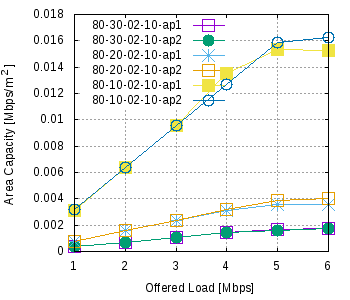 0.018
0.016
0.014
0.012
0.01
0.008
0.006
0.004
0.002
0
Area Capacity [Mbps/m²]
80-30-02-10-ap1
80-30-02-10-ap2
80-20-02-10-ap1
80-20-02-10-ap2
80-10-02-10-ap1
80-10-02-10-ap2
1 2 3 4 5 6
Offered Load [Mbps]